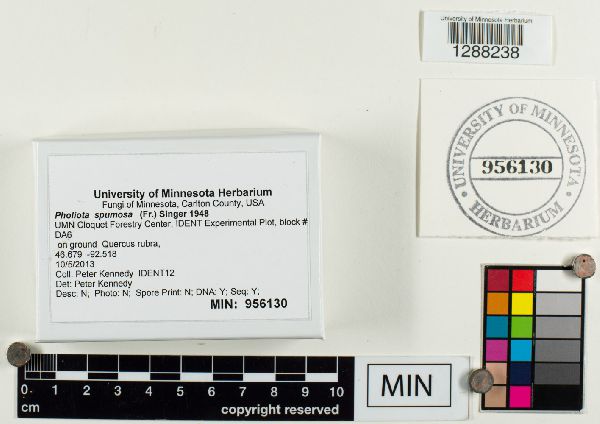 University of Minnesota Herbarium
1288238
UNIVERSITY OF MINNESOTA
956130
• HERBARIUM •
University of Minnesota Herbarium
Fungi of Minnesota, Carlton County, USA
Pholiota spumosa (Fr.) Singer 1948
UMN Cloquet Forestry Center, IDENT Experimental Plot, block #
DA6
on ground Quercus rubra,
46.679 -92.518
10/6/2013
Coll. Peter Kennedy IDENT12
Det: Peter Kennedy
Desc: N; Photo: N; Spore Print: N; DNA: Y; Seq: Y,
MIN: 956130
0 1 2 3 4 5 6 7 8 9 10
cm
copyright reserved
MIN